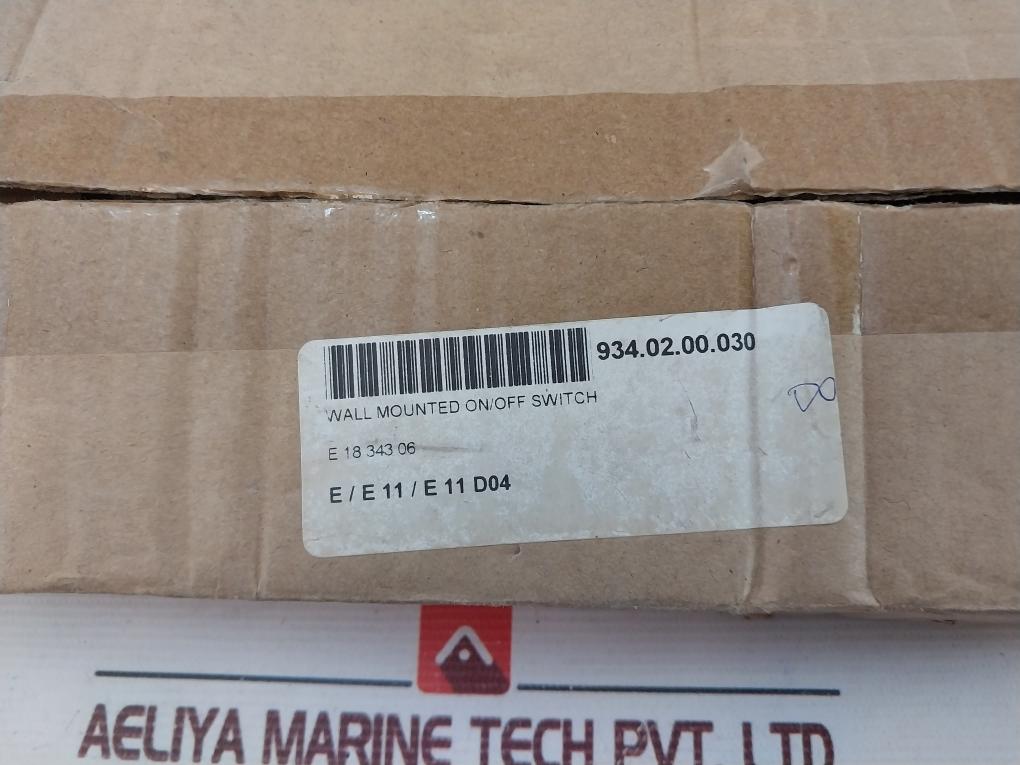 934.02.00.030
WALL MOUNTED ON/OFF SWITCH
DO
E 18 343 06
E / E 11 / E 11 D04
AELIYA MARINE TECH PVT. LTD